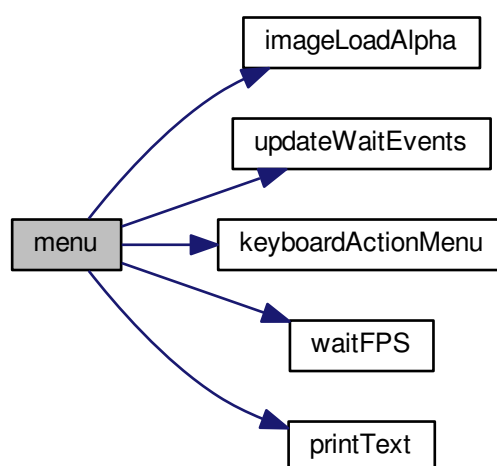 imageLoadAlpha
updateWaitEvents
menu
keyboardActionMenu
waitFPS
printText